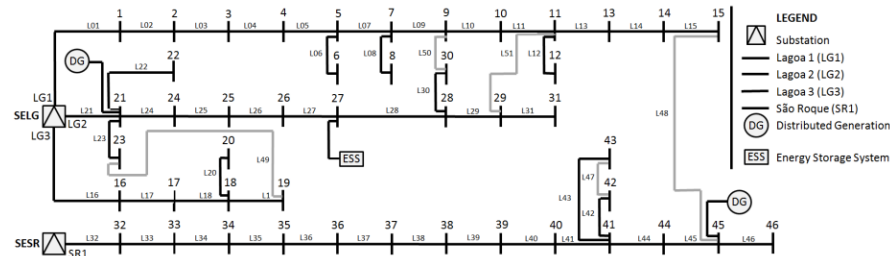 1 2 3 4 5 7 9 10 11 13 14 15
L01 L02 L03 L04 L05 L07 L09 L10 L11 L13 L14 L15
22 L06 L08 L50 30 L51 L12
DG L22 6 8 12
LG1 21 24 25 26 27 L30 28 29 31 L48
SELG L21 L24 L25 L26 L27 L28 L29 L31
LG2
LG3 L23 23 20 L49 ESS 43
L20 L47
16 17 18 19 L43 42 DG
L16 L17 L18 L1 L42
32 33 34 35 36 37 38 39 40 41 44 45 46
SESR L32 L33 L34 L35 L36 L37 L38 L39 L40 L41 L44 L45 L46
SR1
LEGEND
Substation
Lagoa 1 (LG1)
Lagoa 2 (LG2)
Lagoa 3 (LG3)
São Roque (SR1)
DG Distributed Generation
ESS Energy Storage System